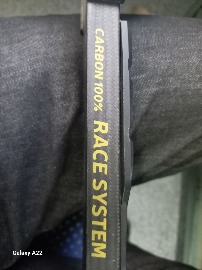 CARBON 100% RACE SYSTEM
Galaxy A22